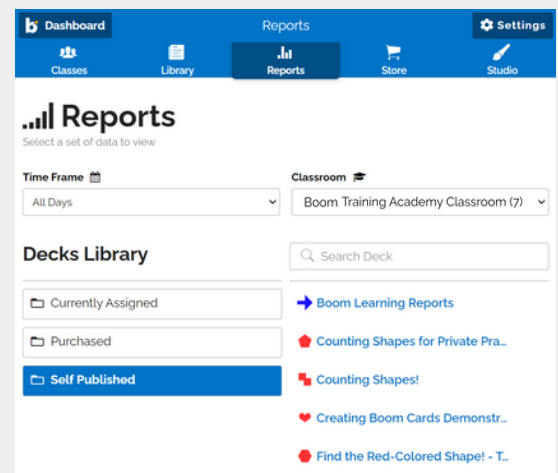 Dashboard
Reports
Settings
Classes
Library
Reports
Store
Studio
Reports
Select a set of data to view
Time Frame
Classroom
All Days
Boom Training Academy Classroom (7)
Decks Library
Search Deck
Currently Assigned
Boom Learning Reports
Purchased
Counting Shapes for Private Pra...
Self Published
Counting Shapes!
Creating Boom Cards Demonstr...
Find the Red-Colored Shape! - T...